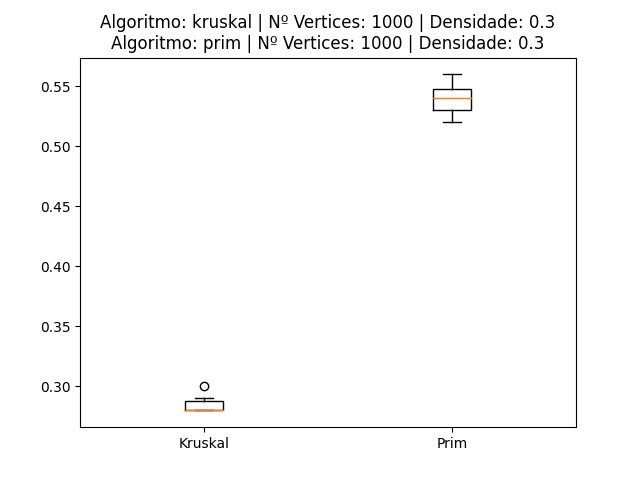 Algoritmo: kruskal | Nº Vertices: 1000 | Densidade: 0.3
Algoritmo: prim | Nº Vertices: 1000 | Densidade: 0.3
0.55
0.50
0.45
0.40
0.35
0.30
Kruskal
Prim